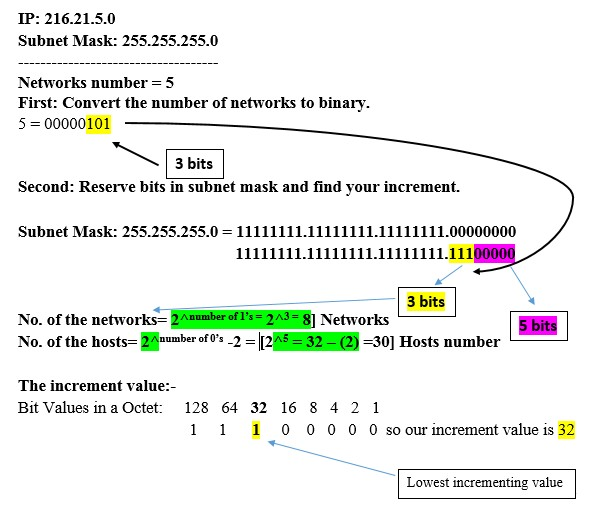 IP: 216.21.5.0
Subnet Mask: 255.255.255.0
-----------------------------------
Networks number = 5
First: Convert the number of networks to binary.
5 = 00000101
3 bits
Second: Reserve bits in subnet mask and find your increment.
Subnet Mask: 255.255.255.0 = 11111111.11111111.11111111.00000000
11111111.11111111.11111111.11100000
3 bits
5 bits
No. of the networks= 2^number of 1's = 2^3 = 8] Networks
No. of the hosts= 2^number of 0's -2 = [2^5 = 32 – (2) =30] Hosts number
The increment value:-
Bit Values in a Octet: 128 64 32 16 8 4 2 1
1 1 1 0 0 0 0 0 so our increment value is 32
Lowest incrementing value